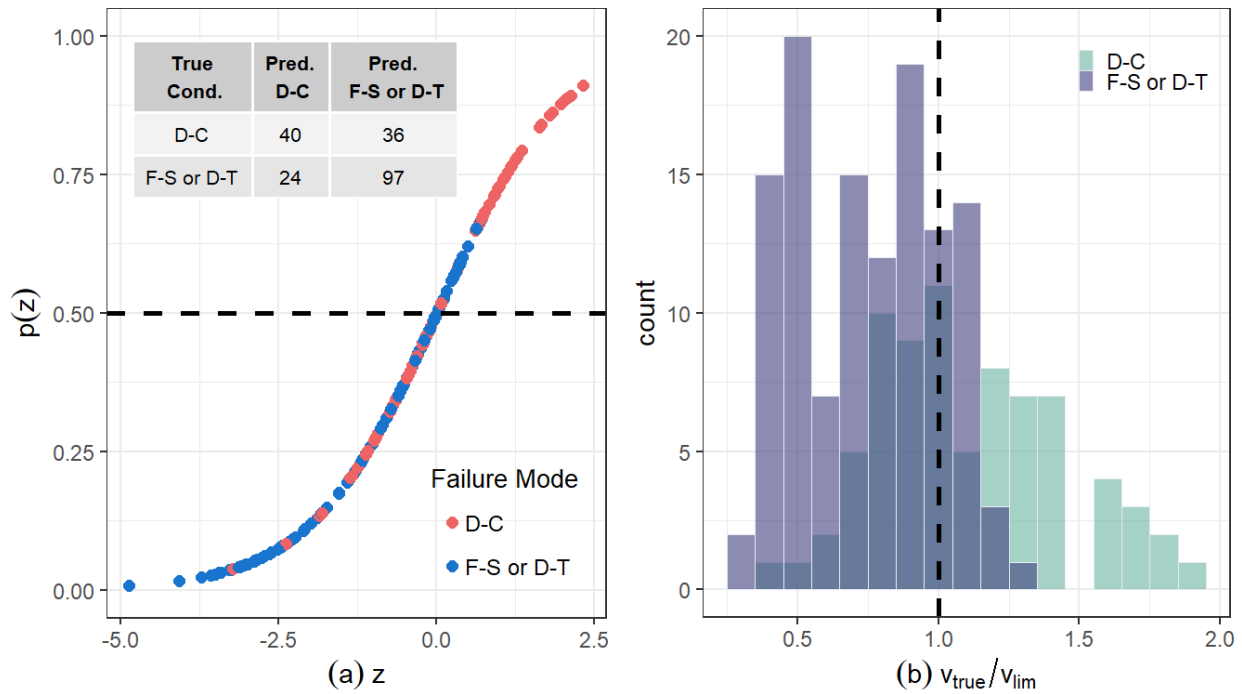 1.00
0.75
0.50
0.25
0.00
p(z)
True Cond.
Pred. D-C
Pred. F-S or D-T
D-C
40
36
F-S or D-T
24
97
Failure Mode
D-C
F-S or D-T
-5.0
-2.5
0.0
2.5
(a) z
20
15
10
5
0
count
D-C
F-S or D-T
0.5
1.0
1.5
2.0
(b) v_true/v_lim